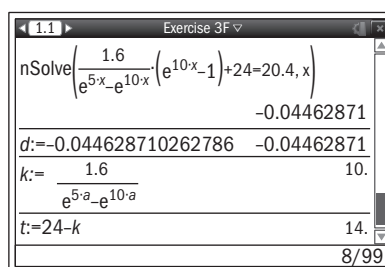 1.1 Exercise 3F
nSolve(1.6/(e^(5·x)–e^(10·x))·(e^(10·x)–1)+24=20.4, x)
–0.04462871
d:=–0.044628710262786 –0.04462871
k:= 1.6/(e^(5·a)–e^(10·a)) 10.
t:=24–k 14.
8/99